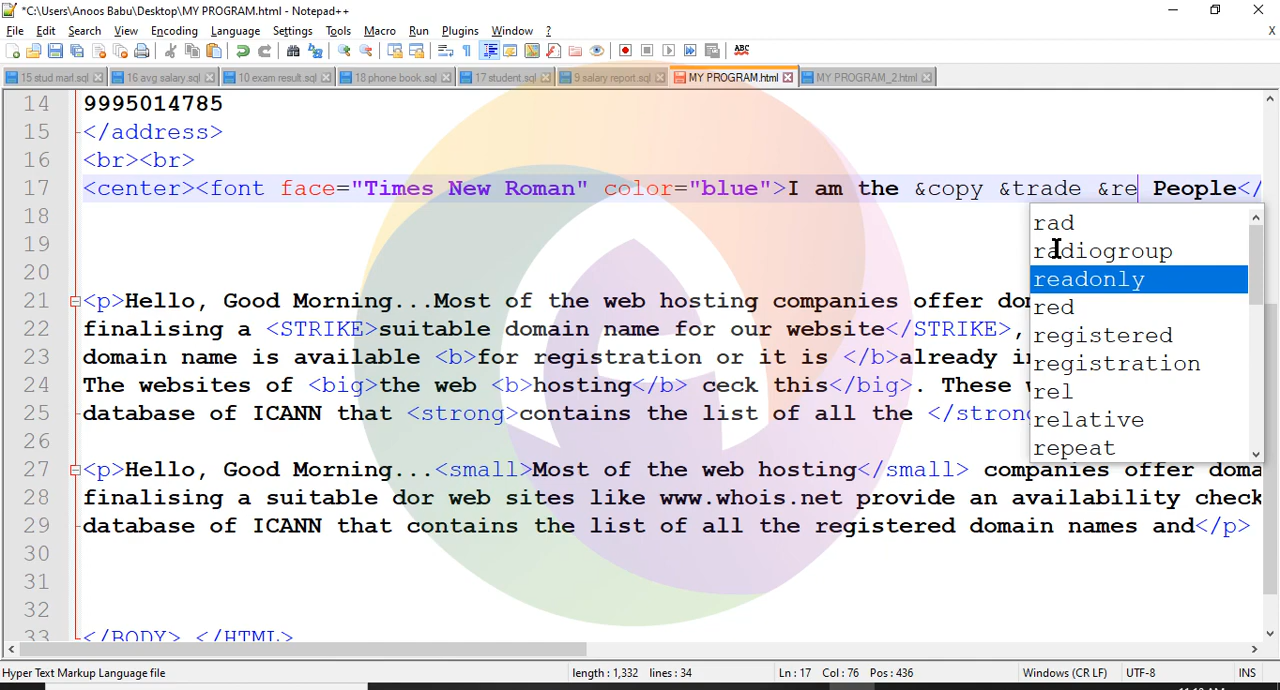 *C:\Users\Anoos Babu\Desktop\MY PROGRAM.html - Notepad++
File Edit Search View Encoding Language Settings Tools Macro Run Plugins Window ? X
ABC
15 stud marl.sql 16 avg salary.sql 10 exam result.sql 18 phone book.sql 17 student.sql 9 salary report.sql MY PROGRAM.html MY PROGRAM_2.html
14 9995014785
15 </address>
16 <br><br>
17 <center><font face="Times New Roman" color="blue">I am the &copy &trade &re People</
18
19
20
21 <p>Hello, Good Morning...Most of the web hosting companies offer do
22 finalising a <STRIKE>suitable domain name for our website</STRIKE>,
23 domain name is available <b>for registration or it is </b>already i
24 The websites of <big>the web <b>hosting</b> ceck this</big>. These
25 database of ICANN that <strong>contains the list of all the </stron
26
27 <p>Hello, Good Morning...<small>Most of the web hosting</small> companies offer doma
28 finalising a suitable dor web sites like www.whois.net provide an availability check
29 database of ICANN that contains the list of all the registered domain names and</p>
30
31
32
33 </BODY> </HTML>
rad
radiogroup
readonly
red
registered
registration
rel
relative
repeat
Hyper Text Markup Language file length : 1,332 lines : 34 Ln : 17 Col : 76 Pos : 436 Windows (CR LF) UTF-8 INS